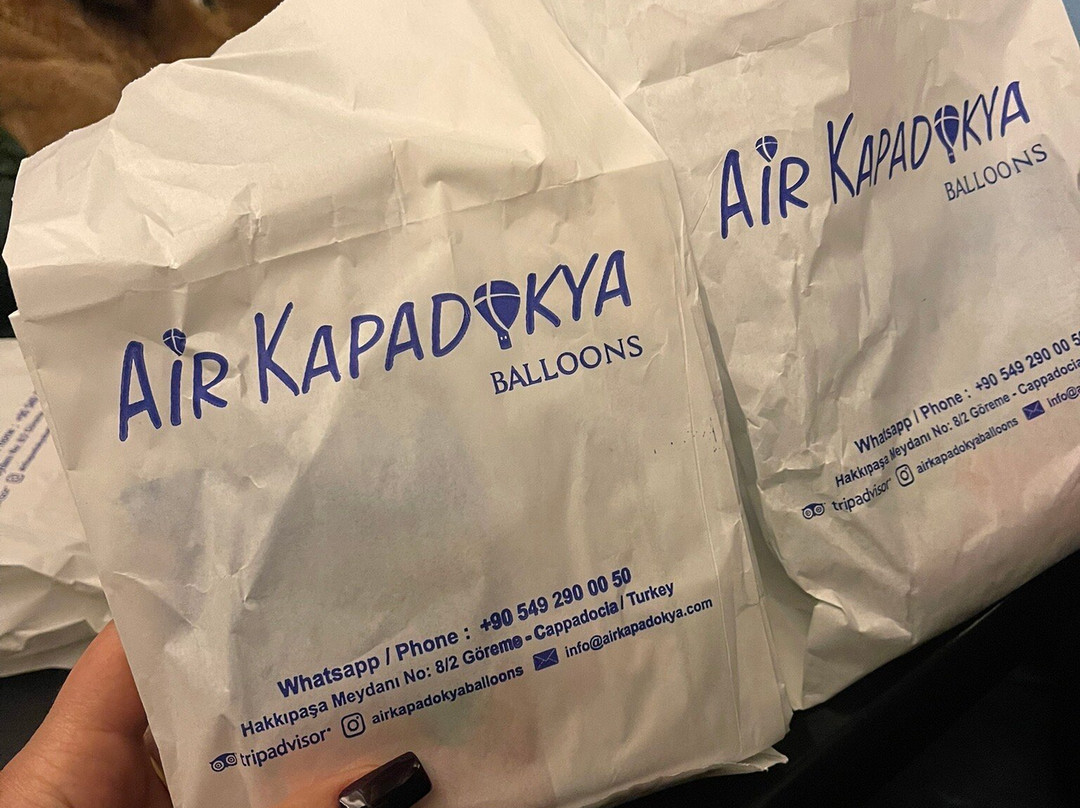 AiR KAPADOKYA
BALLOONS
Whatsapp / Phone : +90 549 290 00 50
Hakkıpaşa Meydanı No: 8/2 Göreme - Cappadocia / Turkey
tripadvisor airkapadokyaballoons info@airkapadokya.com
AiR KAPADOKYA
BALLOONS
Whatsapp / Phone : +90 549 290 00
Hakkıpaşa Meydanı No: 8/2 Göreme - Cappadocia
tripadvisor airkapadokyaballoons